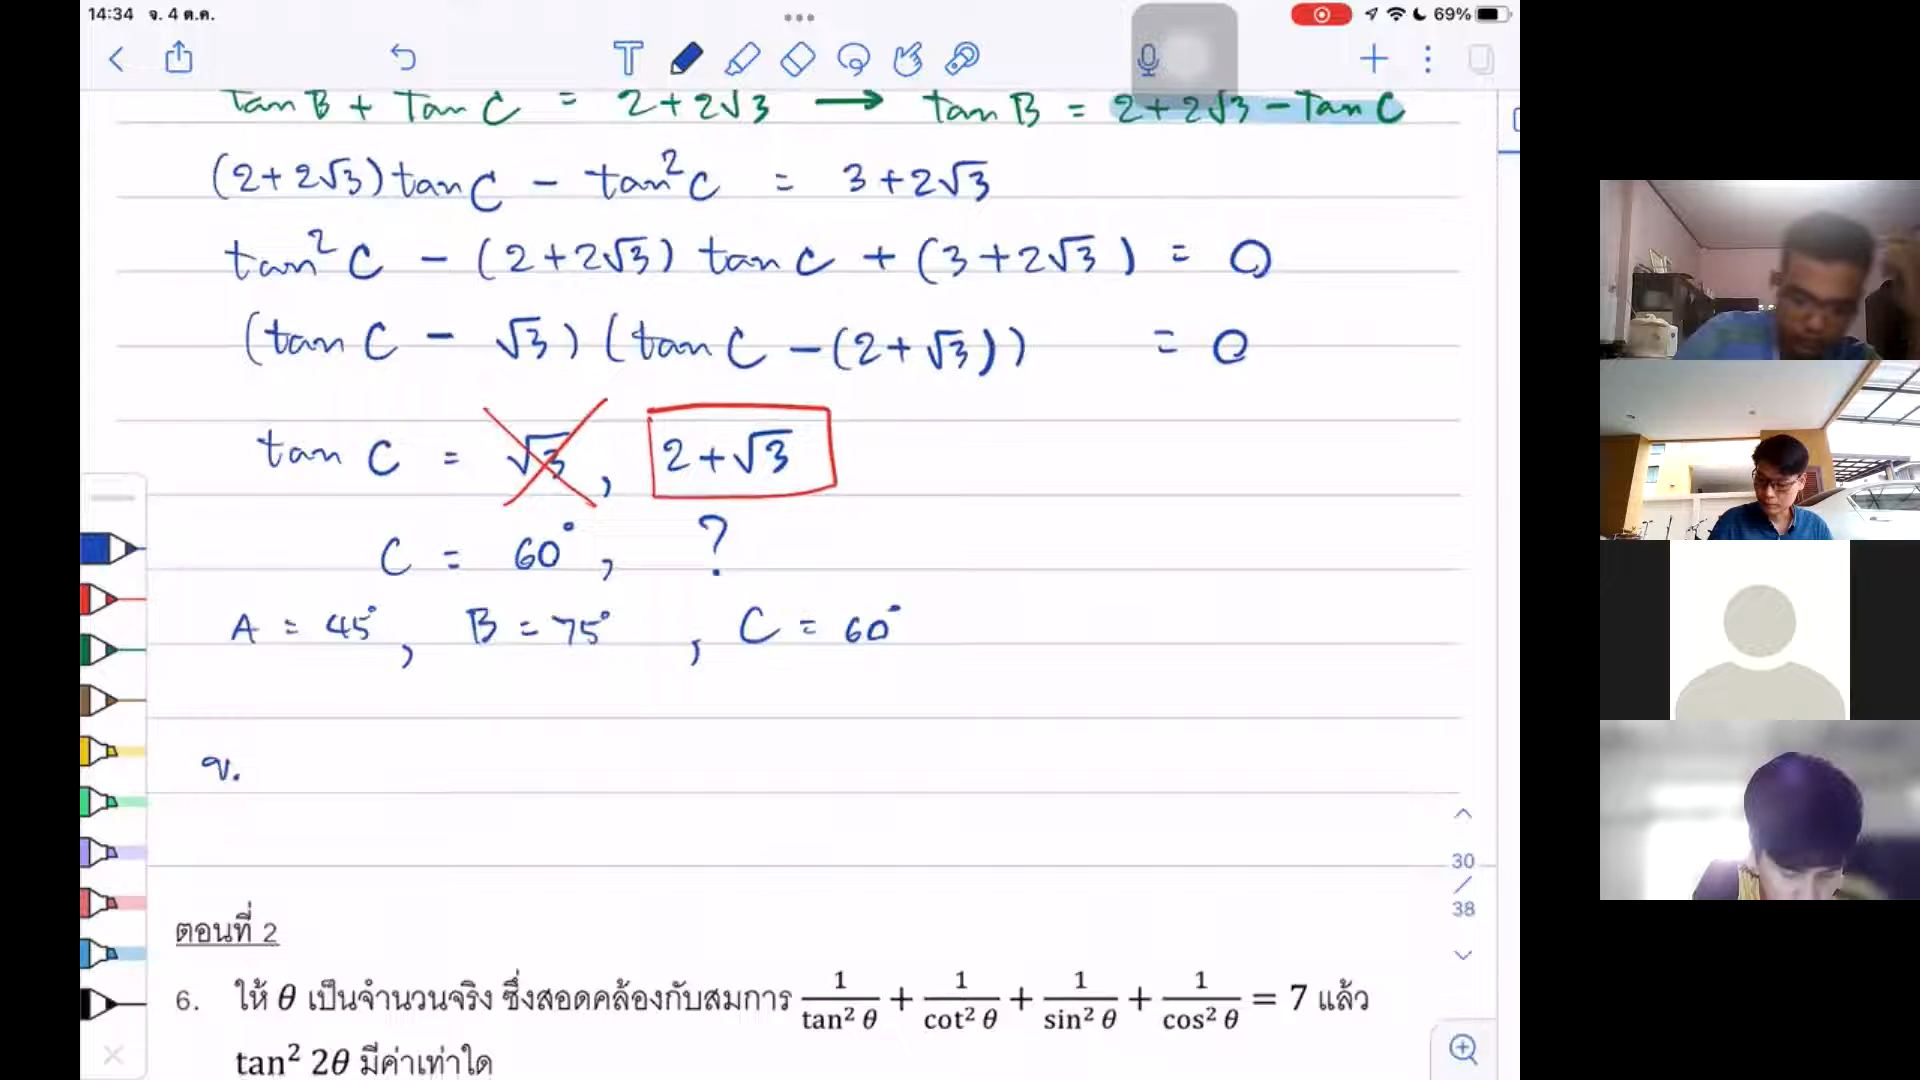 14:34 จ. 4 ต.ค.
69%
tan B + tan C = 2+2√3 → tan B = 2+2√3 - tan C
(2+2√3)tan C - tan²C = 3+2√3
tan²C - (2+2√3) tan C + (3+2√3) = 0
(tan C - √3)(tan C - (2+√3)) = 0
tan C = √3, 2+√3
C = 60°, ?
A = 45°, B = 75°, C = 60°
ข.
30
/
38
ตอนที่ 2
6. ให้ θ เป็นจำนวนจริง ซึ่งสอดคล้องกับสมการ 1/tan² θ + 1/cot² θ + 1/sin² θ + 1/cos² θ = 7 แล้ว
tan² 2θ มีค่าเท่าใด